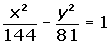 x²/144 - y²/81 = 1